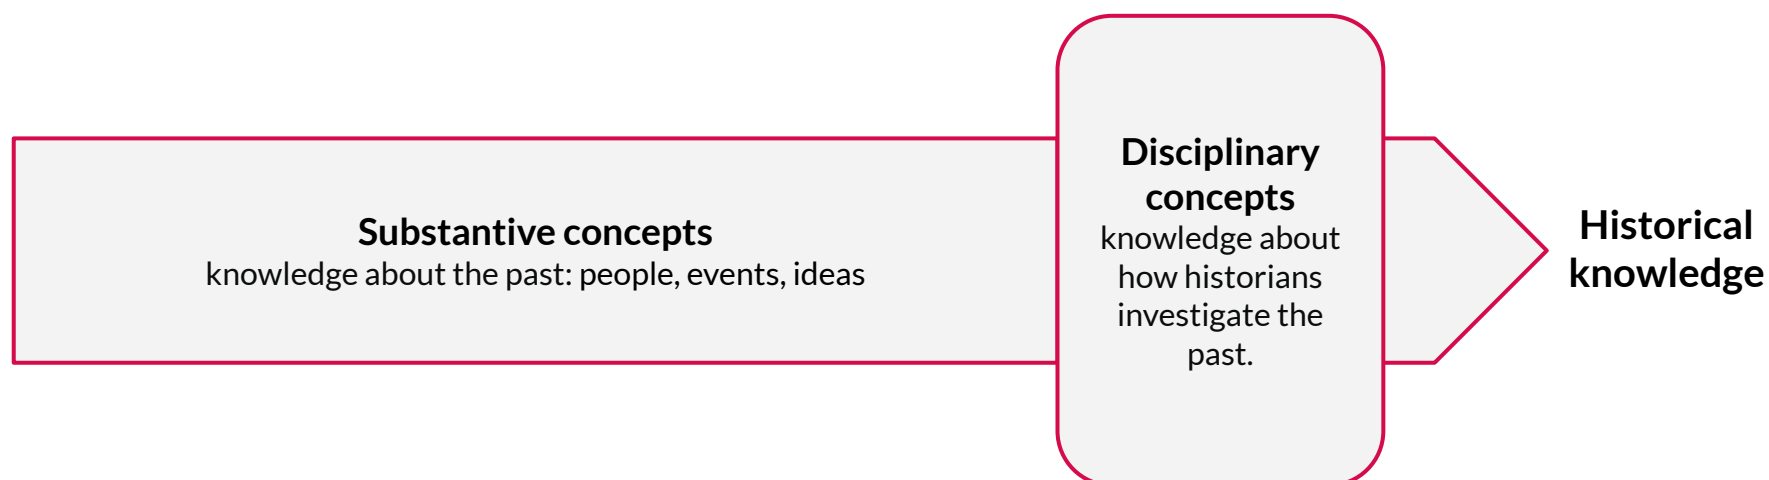 Substantive concepts
knowledge about the past: people, events, ideas
Disciplinary
concepts
knowledge about
how historians
investigate the
past.
Historical
knowledge